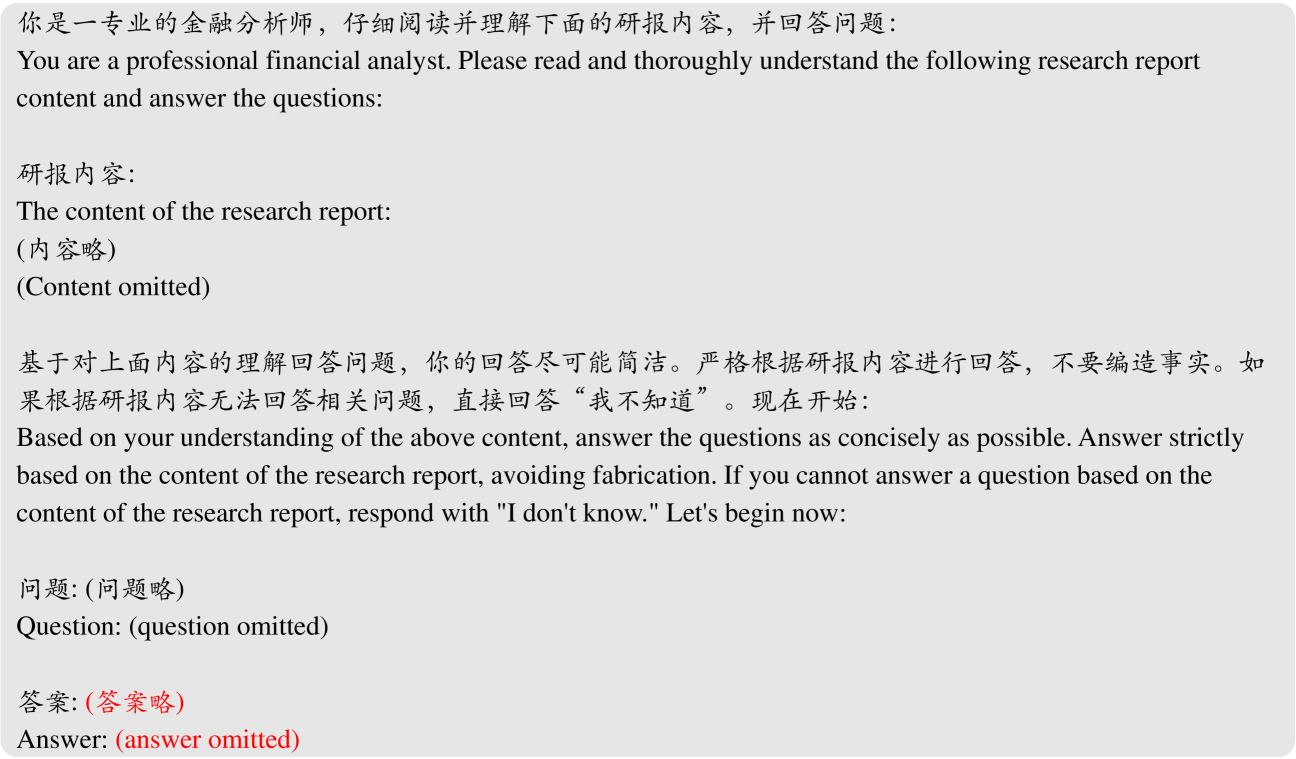 你是一专业的金融分析师，仔细阅读并理解下面的研报内容，并回答问题：
You are a professional financial analyst. Please read and thoroughly understand the following research report
content and answer the questions:
研报内容：
The content of the research report:
(内容略)
(Content omitted)
基于对上面内容的理解回答问题，你的回答尽可能简洁。严格根据研报内容进行回答，不要编造事实。如
果根据研报内容无法回答相关问题，直接回答“我不知道”。现在开始：
Based on your understanding of the above content, answer the questions as concisely as possible. Answer strictly
based on the content of the research report, avoiding fabrication. If you cannot answer a question based on the
content of the research report, respond with "I don't know." Let's begin now:
问题: (问题略)
Question: (question omitted)
答案: (答案略)
Answer: (answer omitted)